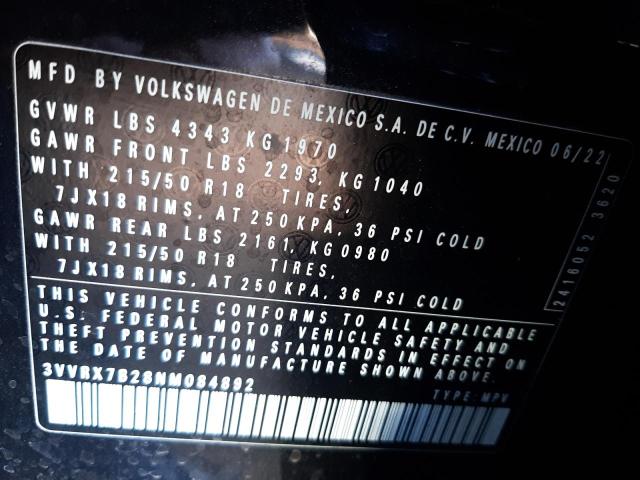 MFD BY VOLKSWAGEN DE MEXICO S.A. DE C.V. MEXICO 06/22
GVWR LBS 4343 KG 1970
GAWR FRONT LBS 2293, KG 1040
WITH 215/50 R18 TIRES,
7JX18 RIMS, AT 250 KPA, 36 PSI COLD
GAWR REAR LBS 2161, KG 0980
WITH 215/50 R18 TIRES,
7JX18 RIMS, AT 250 KPA, 36 PSI COLD
THIS VEHICLE CONFORMS TO ALL APPLICABLE
U.S. FEDERAL MOTOR VEHICLE SAFETY AND
THEFT PREVENTION STANDARDS IN EFFECT ON
THE DATE OF MANUFACTURE SHOWN ABOVE.
3VVRX7B28NM084892
TYPE: MPV
2416052 3620